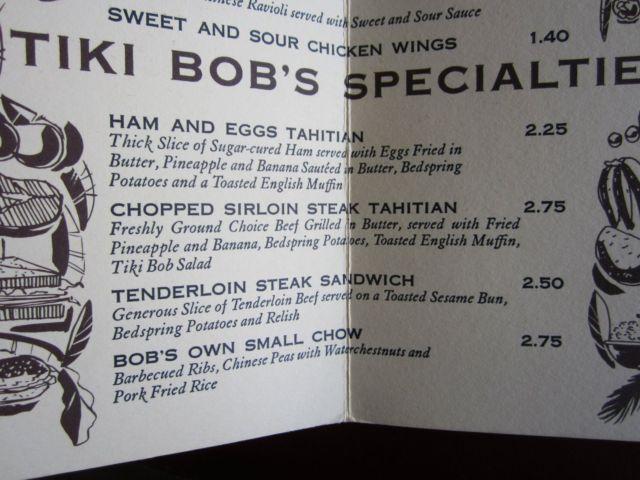 Ravioli served with Sweet and Sour Sauce
SWEET AND SOUR CHICKEN WINGS 1.40
TIKI BOB'S SPECIALTIE
HAM AND EGGS TAHITIAN 2.25
Thick Slice of Sugar-cured Ham served with Eggs Fried in
Butter, Pineapple and Banana Sautéed in Butter, Bedspring
Potatoes and a Toasted English Muffin
CHOPPED SIRLOIN STEAK TAHITIAN 2.75
Freshly Ground Choice Beef Grilled in Butter, served with Fried
Pineapple and Banana, Bedspring Potatoes, Toasted English Muffin,
Tiki Bob Salad
TENDERLOIN STEAK SANDWICH 2.50
Generous Slice of Tenderloin Beef served on a Toasted Sesame Bun,
Bedspring Potatoes and Relish
BOB'S OWN SMALL CHOW 2.75
Barbecued Ribs, Chinese Peas with Waterchestnuts and
Pork Fried Rice